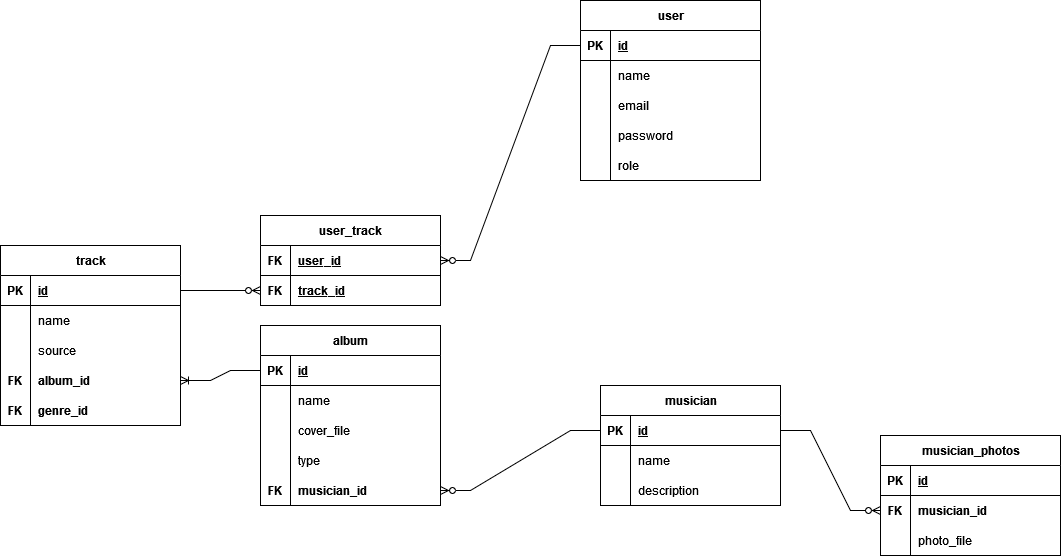 user
PK id
name
email
password
role
user_track
FK user_id
FK track_id
track
PK id
name
source
FK album_id
FK genre_id
album
PK id
name
cover_file
type
FK musician_id
musician
PK id
name
description
musician_photos
PK id
FK musician_id
photo_file